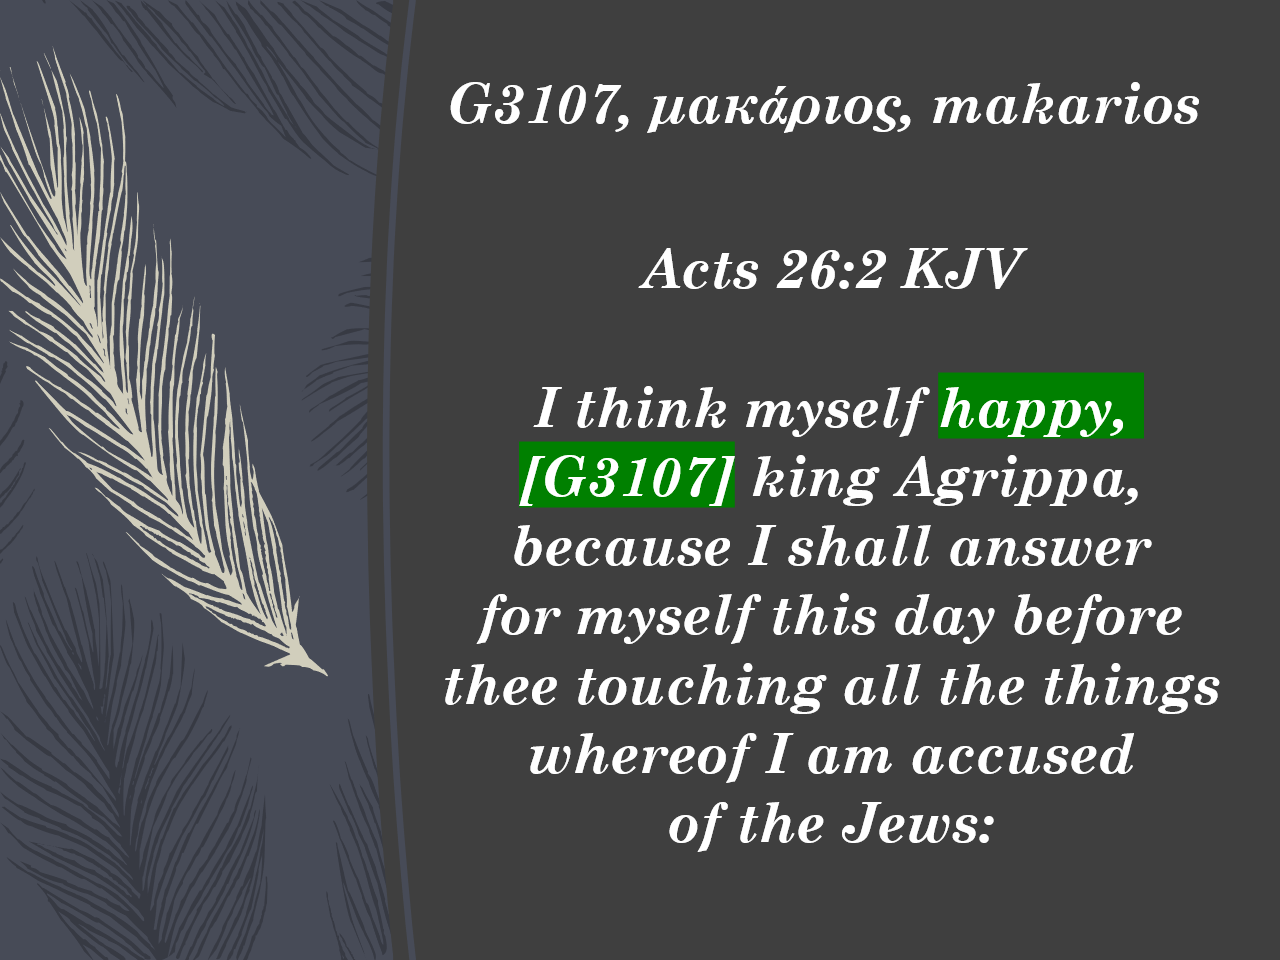 G3107, μακάριος, makarios
Acts 26:2 KJV
I think myself happy,
[G3107] king Agrippa,
because I shall answer
for myself this day before
thee touching all the things
whereof I am accused
of the Jews: